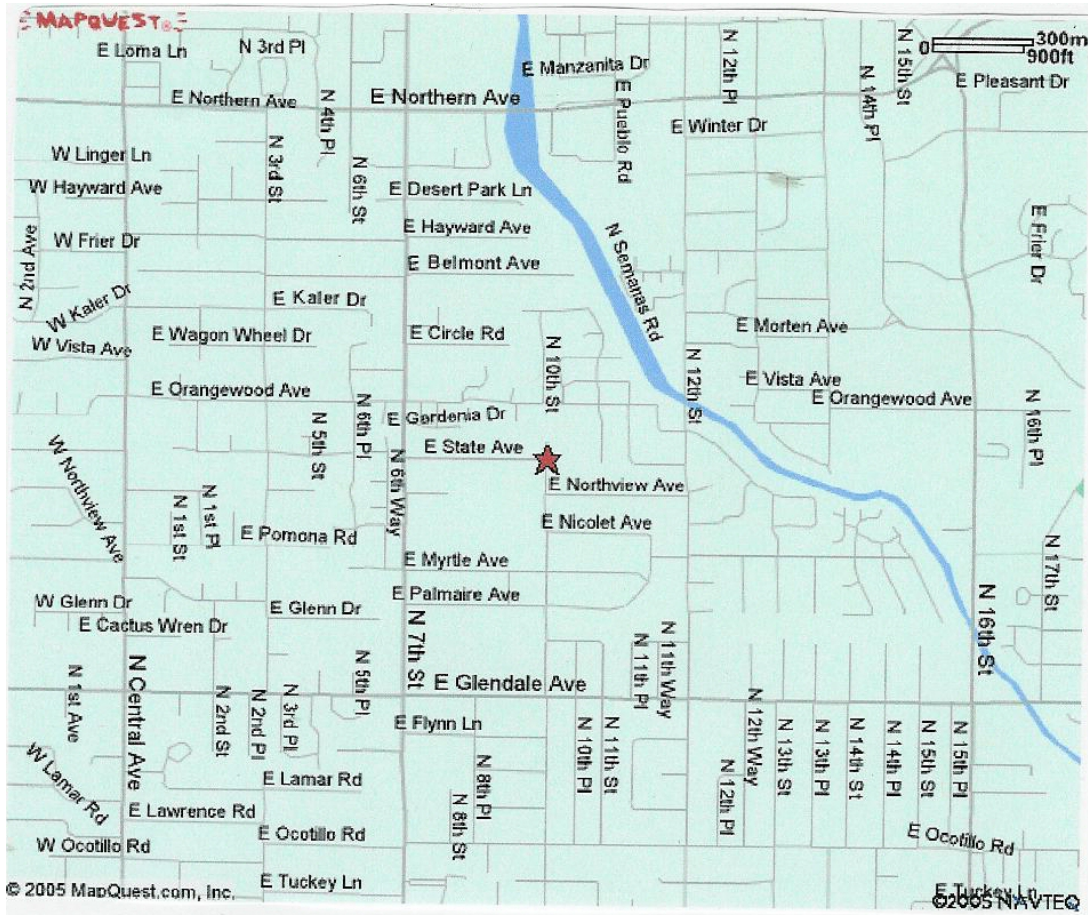 MAPQUEST
0 300m
900ft
E Loma Ln
N 3rd Pl
E Manzanita Dr
N 12th Pl
N 15th St
E Pleasant Dr
E Northern Ave
N 4th Pl
E Northern Ave
E Pueblo Rd
N 14th Pl
E Winter Dr
W Linger Ln
W Hayward Ave
N 3rd St
N 6th St
E Desert Park Ln
N 2nd Ave
W Frier Dr
E Hayward Ave
N Semanas Rd
E Frier Dr
E Belmont Ave
W Kaler Dr
E Kaler Dr
W Vista Ave
E Wagon Wheel Dr
E Circle Rd
N 10th St
N 12th St
E Morten Ave
E Orangewood Ave
E Vista Ave
E Orangewood Ave
N 16th Pl
N 5th St
N 6th Pl
E Gardenia Dr
W Northview Ave
N 6th Way
E State Ave
N 1st St
N 1st Pl
E Northview Ave
E Pomona Rd
E Nicolet Ave
E Myrtle Ave
N 17th St
W Glenn Dr
E Glenn Dr
E Palmaire Ave
N 16th St
E Cactus Wren Dr
N 7th St
N 11th Pl
N 11th Way
N 1st Ave
N Central Ave
N 2nd St
N 2nd Pl
N 3rd Pl
N 5th Pl
E Glendale Ave
E Flynn Ln
N 10th Pl
N 11th St
N 12th Way
N 13th St
N 13th Pl
N 14th St
N 14th Pl
N 15th St
N 15th Pl
W Lamar Rd
E Lamar Rd
N 8th Pl
N 12th Pl
E Lawrence Rd
N 8th St
W Ocotillo Rd
E Ocotillo Rd
E Ocotillo Rd
© 2005 MapQuest.com, Inc.
E Tuckey Ln
E Tuckey Ln
©2005 NAVTEQ